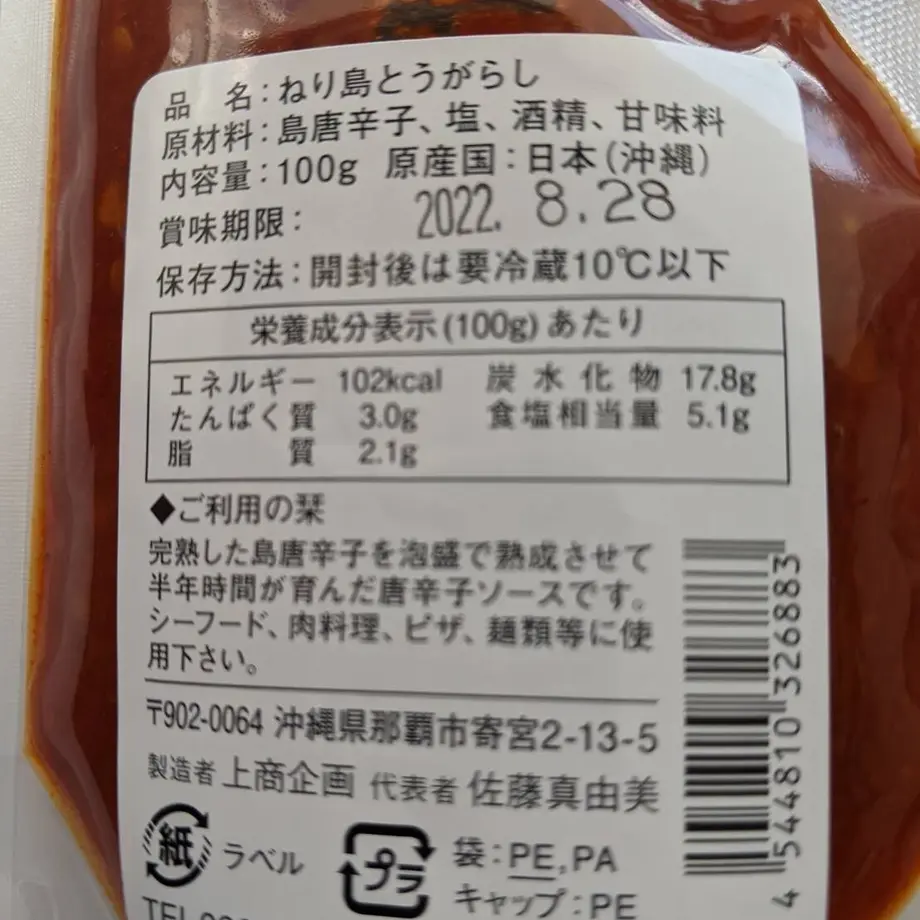 品 名：ねり島とうがらし
原材料：島唐辛子、塩、酒精、甘味料
内容量：100g 原産国：日本（沖縄）
賞味期限： 2022. 8.28
保存方法：開封後は要冷蔵10℃以下
栄養成分表示(100g)あたり
エネルギー 102kcal 炭水化物 17.8g
たんぱく質 3.0g 食塩相当量 5.1g
脂 質 2.1g
◆ご利用の栞
完熟した島唐辛子を泡盛で熟成させて
半年時間が育んだ唐辛子ソースです。
シーフード、肉料理、ピザ、麺類等に使
用下さい。
〒902-0064 沖縄県那覇市寄宮2-13-5
製造者 上商企画 代表者 佐藤真由美
紙 ラベル
プラ 袋：PE,PA
キャップ：PE
4544810326883